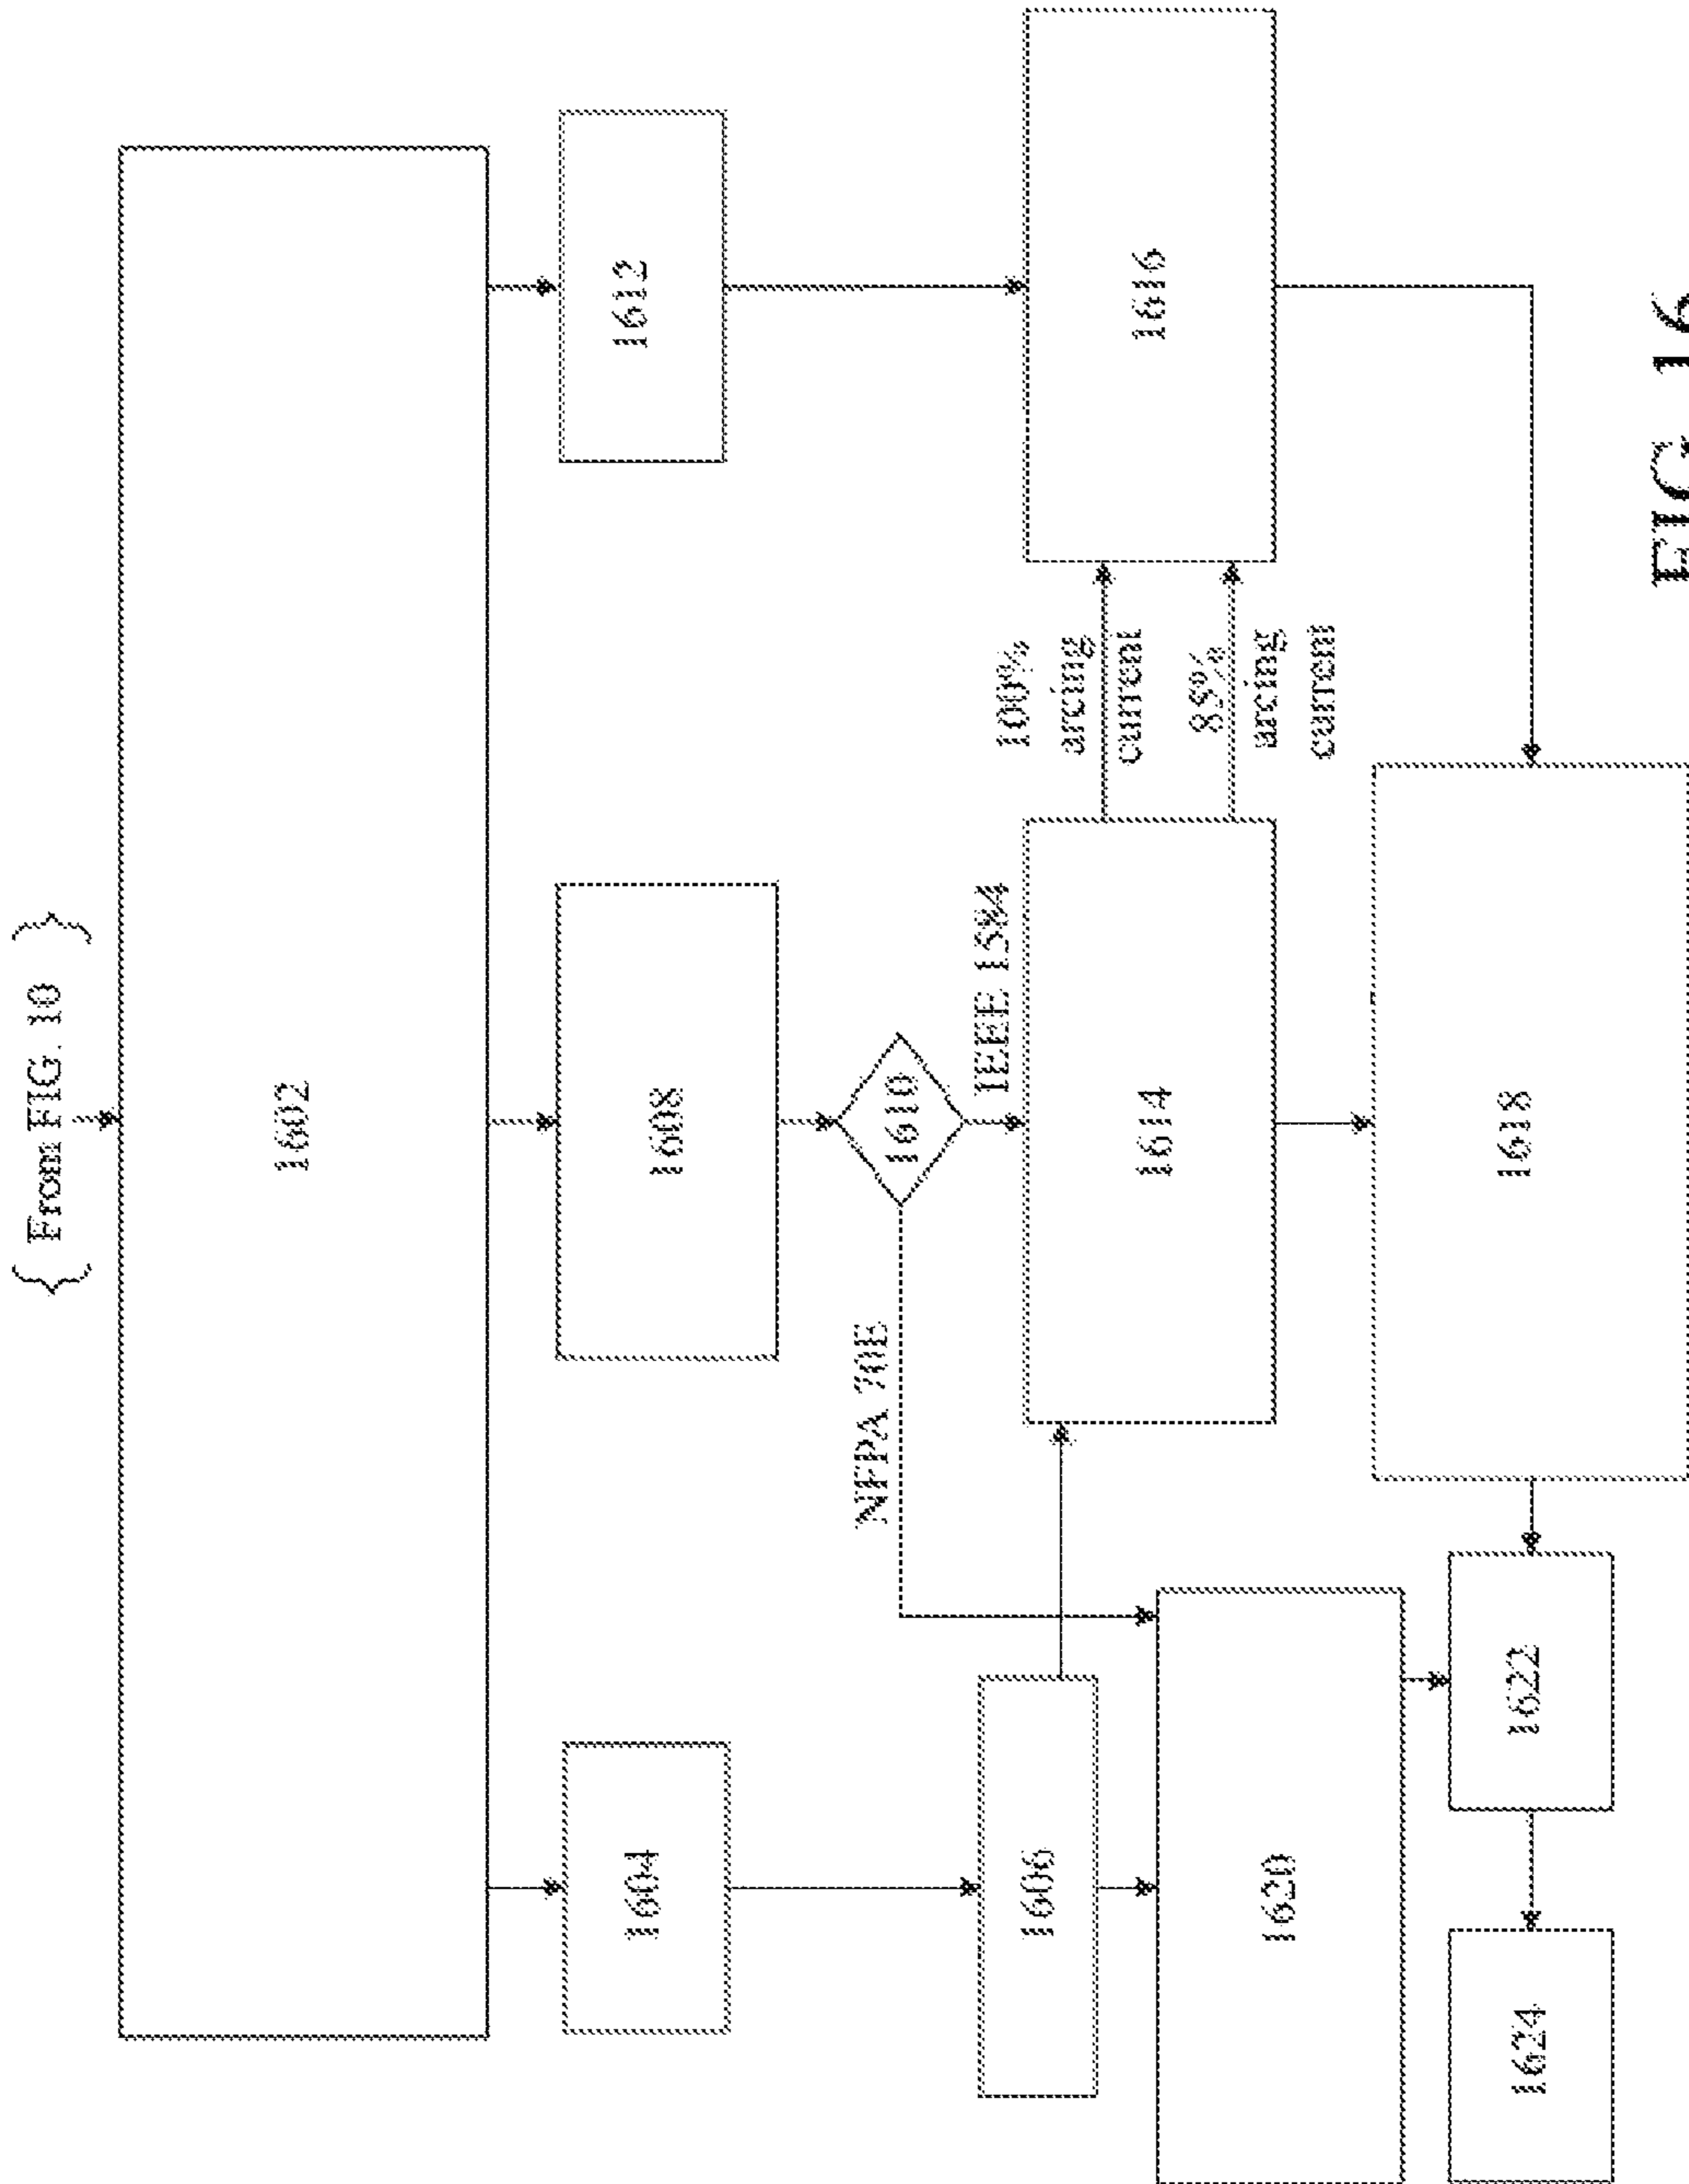 { From FIG. 10 }
1602
1604
1608
1612
1610
NFPA 70E
IEEE 1584
1606
1614
100%
arcing
current
85%
arcing
current
1616
1620
1618
1622
1624
FIG. 16